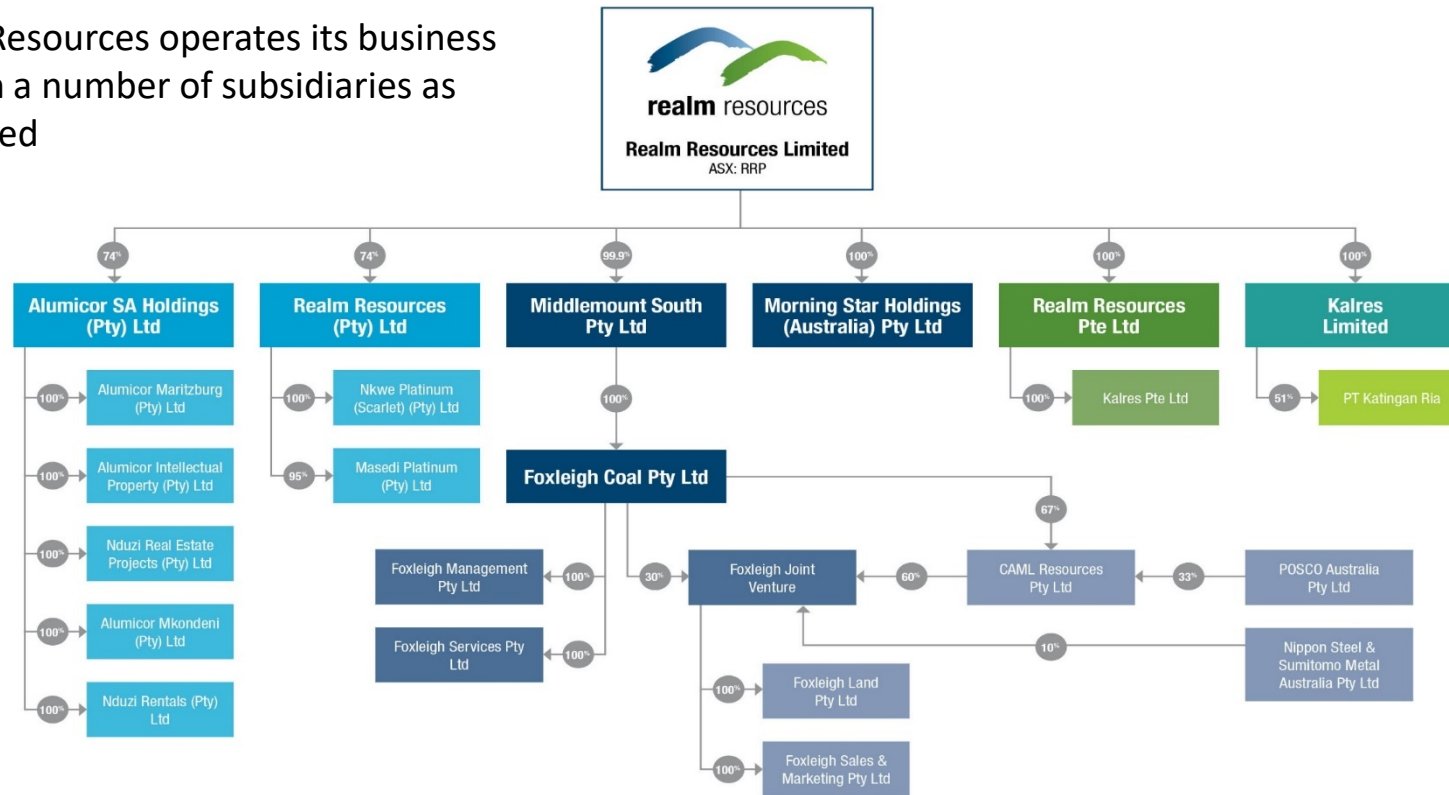 Resources operates its business
a number of subsidiaries as
realm resources
Realm Resources Limited
ASX: RRP
74%
74%
99.9%
100%
100%
100%
Alumicor SA Holdings
(Pty) Ltd
Realm Resources
(Pty) Ltd
Middlemount South
Pty Ltd
Morning Star Holdings
(Australia) Pty Ltd
Realm Resources
Pte Ltd
Kalres
Limited
100%
Alumicor Maritzburg
(Pty) Ltd
100%
Alumicor Intellectual
Property (Pty) Ltd
100%
Nduzi Real Estate
Projects (Pty) Ltd
100%
Alumicor Mkondeni
(Pty) Ltd
100%
Nduzi Rentals (Pty)
Ltd
100%
Nkwe Platinum
(Scarlet) (Pty) Ltd
95%
Masedi Platinum
(Pty) Ltd
100%
Foxleigh Coal Pty Ltd
100%
Kalres Pte Ltd
51%
PT Katingan Ria
67%
Foxleigh Management
Pty Ltd
100%
30%
Foxleigh Joint
Venture
60%
CAML Resources
Pty Ltd
33%
POSCO Australia
Pty Ltd
Foxleigh Services Pty
Ltd
100%
10%
Nippon Steel &
Sumitomo Metal
Australia Pty Ltd
100%
Foxleigh Land
Pty Ltd
100%
Foxleigh Sales &
Marketing Pty Ltd